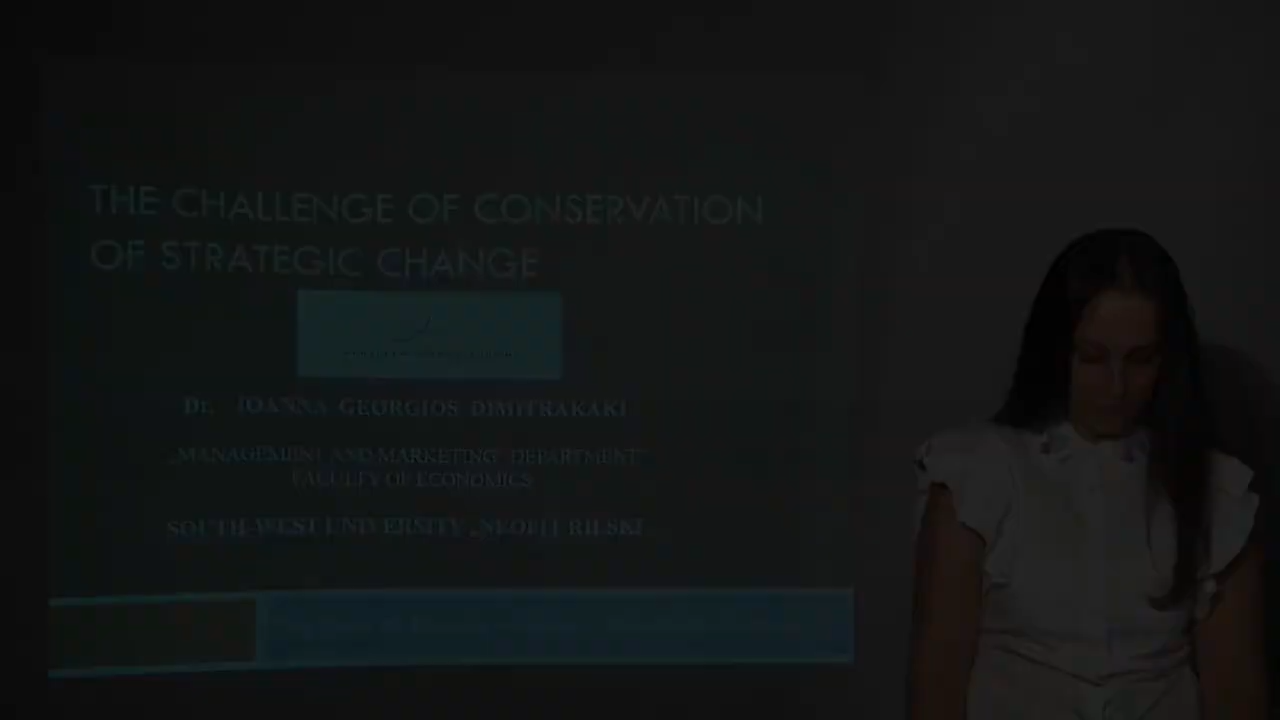 THE CHALLENGE OF CONSERVATION
OF STRATEGIC CHANGE
Dr. IOANNA GEORGIOS DIMITRAKAKI
„MANAGEMENT AND MARKETING" DEPARTMENT
FACULTY OF ECONOMICS
SOUTH-WEST UNIVERSITY „NEOFIT RILSKI